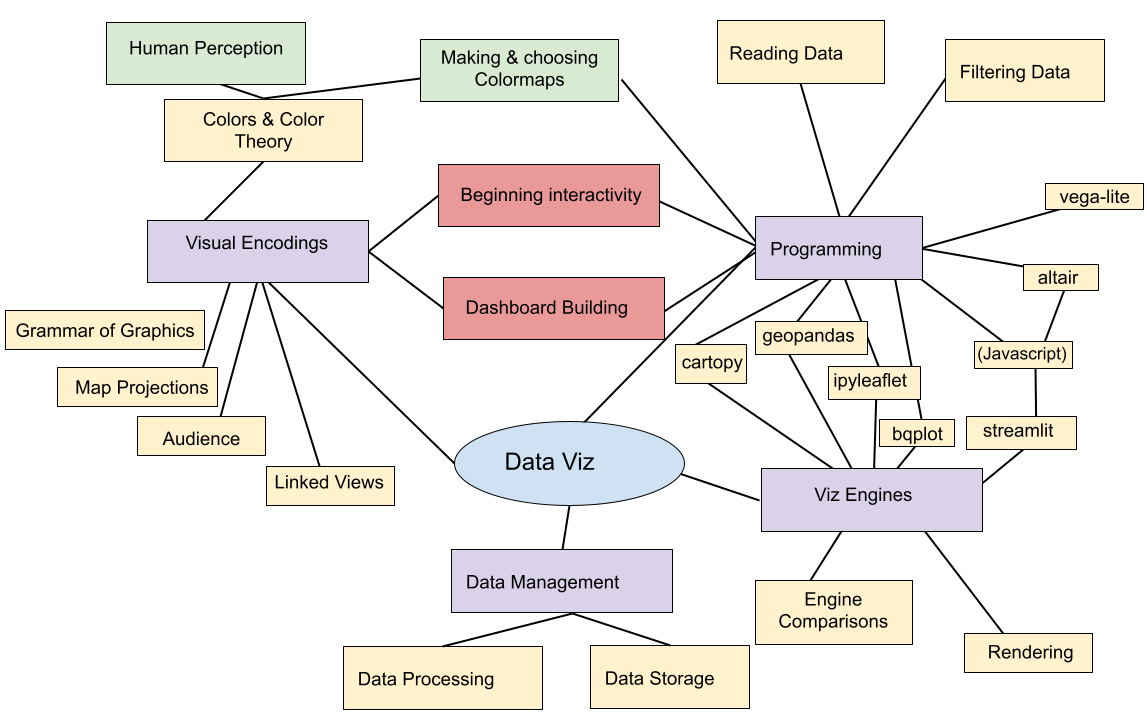 Human Perception
Making & choosing
Colormaps
Reading Data
Filtering Data
Colors & Color
Theory
Beginning interactivity
vega-lite
Visual Encodings
Programming
altair
Dashboard Building
Grammar of Graphics
geopandas
cartopy
(Javascript)
Map Projections
ipyleaflet
Audience
bqplot
streamlit
Data Viz
Linked Views
Viz Engines
Data Management
Engine
Comparisons
Rendering
Data Processing
Data Storage